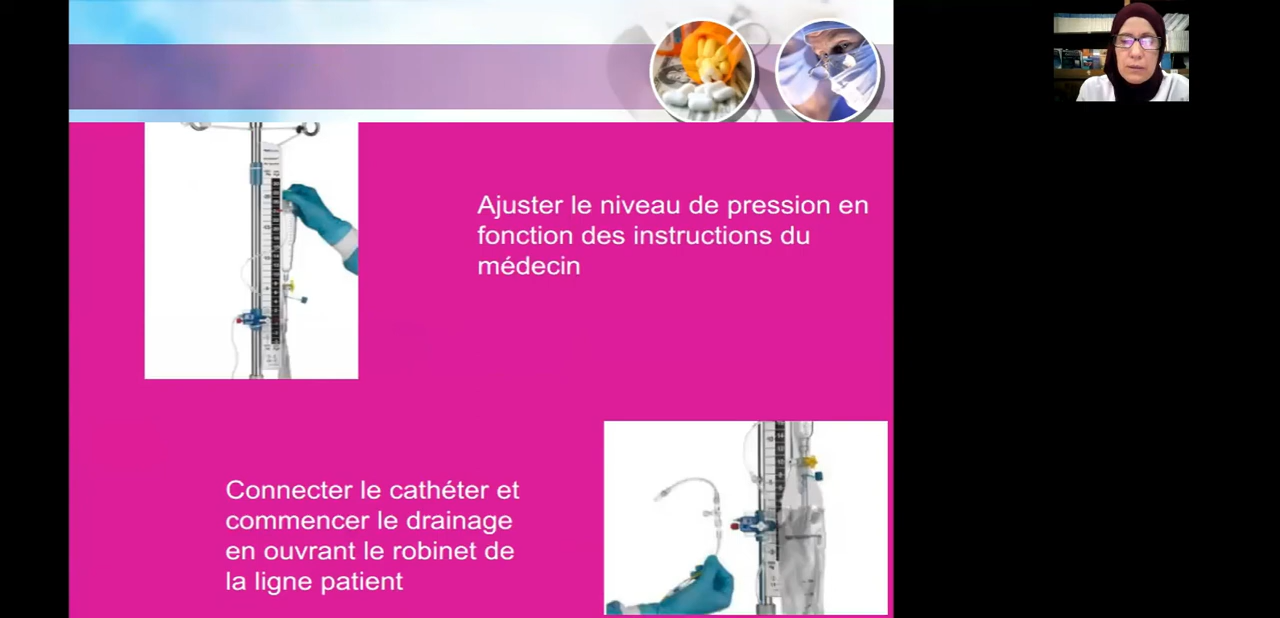 Ajuster le niveau de pression en
fonction des instructions du
médecin
Connecter le cathéter et
commencer le drainage
en ouvrant le robinet de
la ligne patient